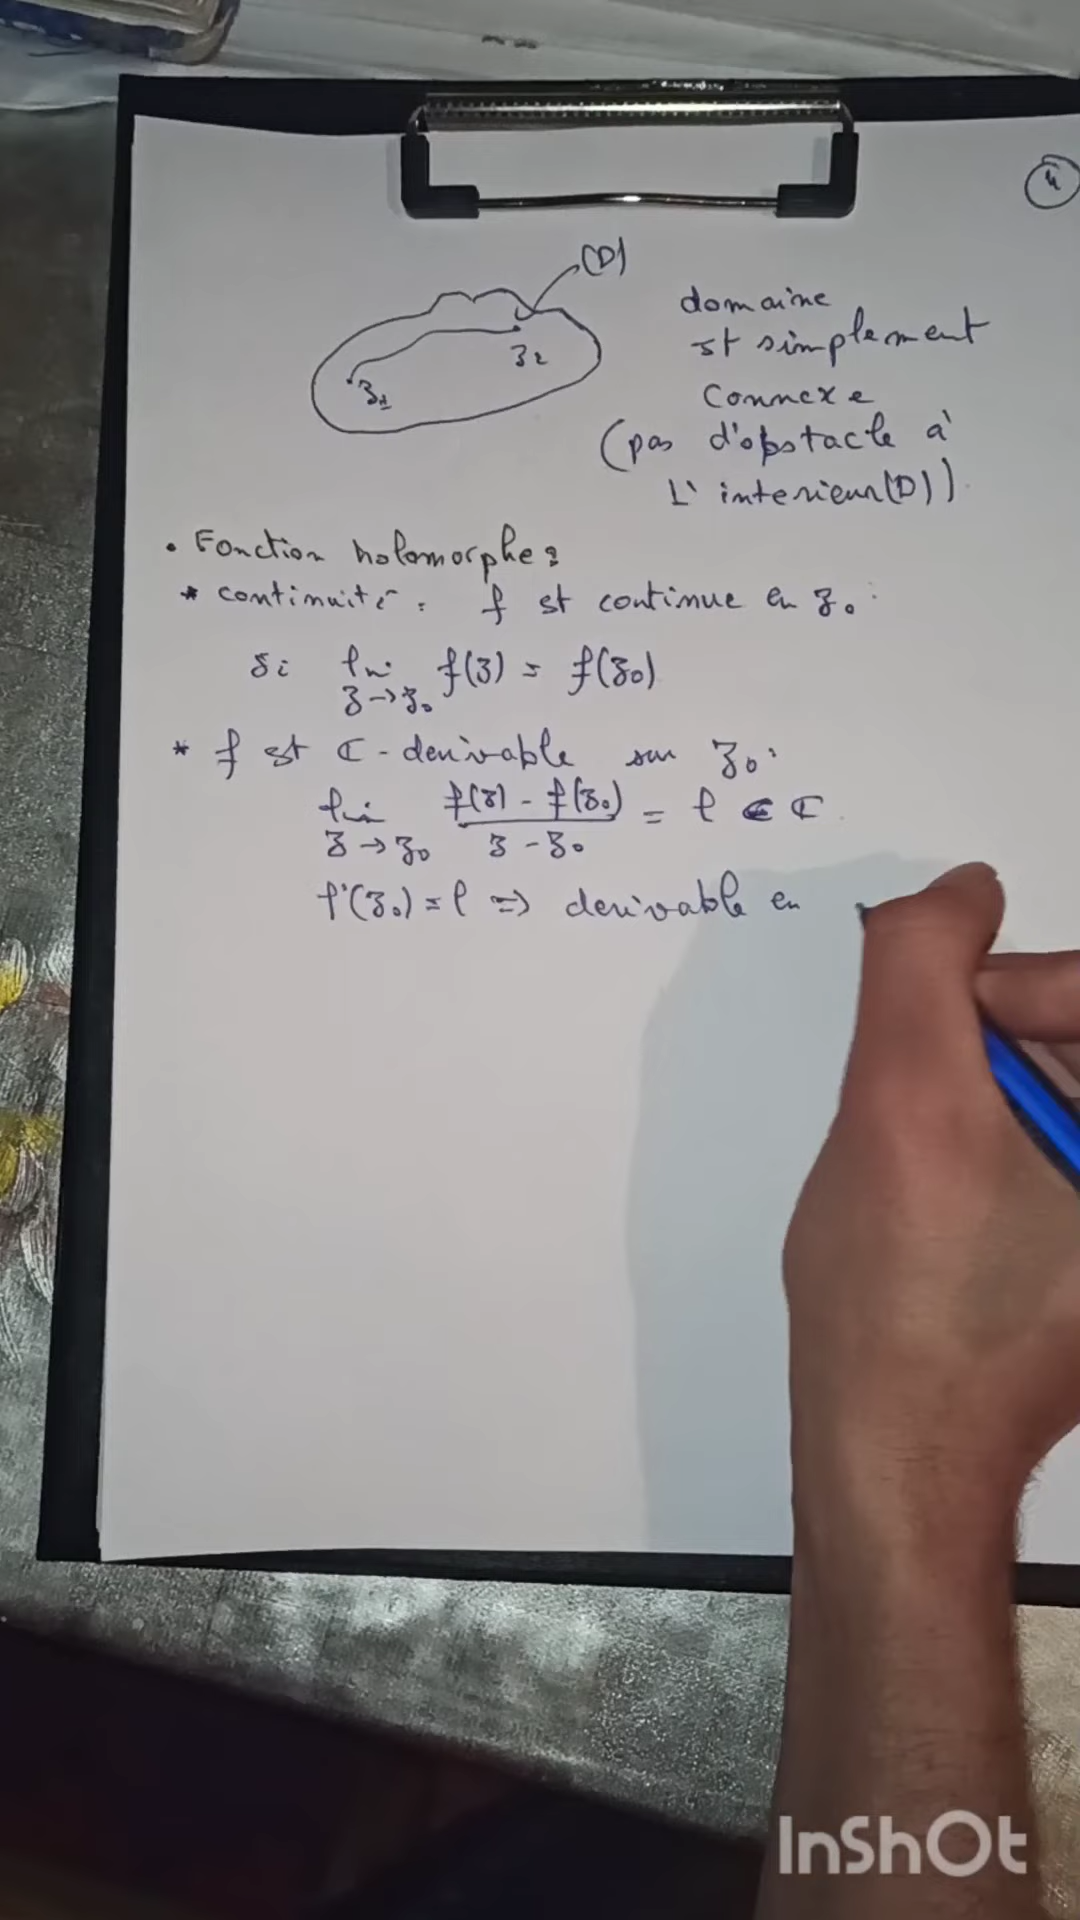 4
(D)
z1
z2
domaine
st simplement
connexe
(pas d'obstacle à
L'interieur(D))
• Fonction holomorphe :
* continuité : f st continue en z0 :
Si lim z→z0 f(z) = f(z0)
* f st ℂ-derivable sur z0 :
lim z→z0 (f(z) - f(z0)) / (z - z0) = l ∈ ℂ
f'(z0) = l => derivable en
InShOt